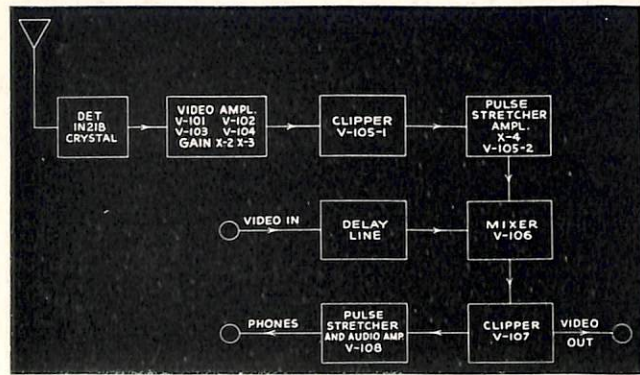 DET
IN21B
CRYSTAL
VIDEO AMPL.
V-101 V-102
V-103 V-104
GAIN X-2 X-3
CLIPPER
V-105-1
PULSE
STRETCHER
AMPL.
X-4
V-105-2
VIDEO IN
DELAY
LINE
MIXER
V-106
PHONES
PULSE
STRETCHER
AND AUDIO AMP.
V-108
CLIPPER
V-107
VIDEO
OUT